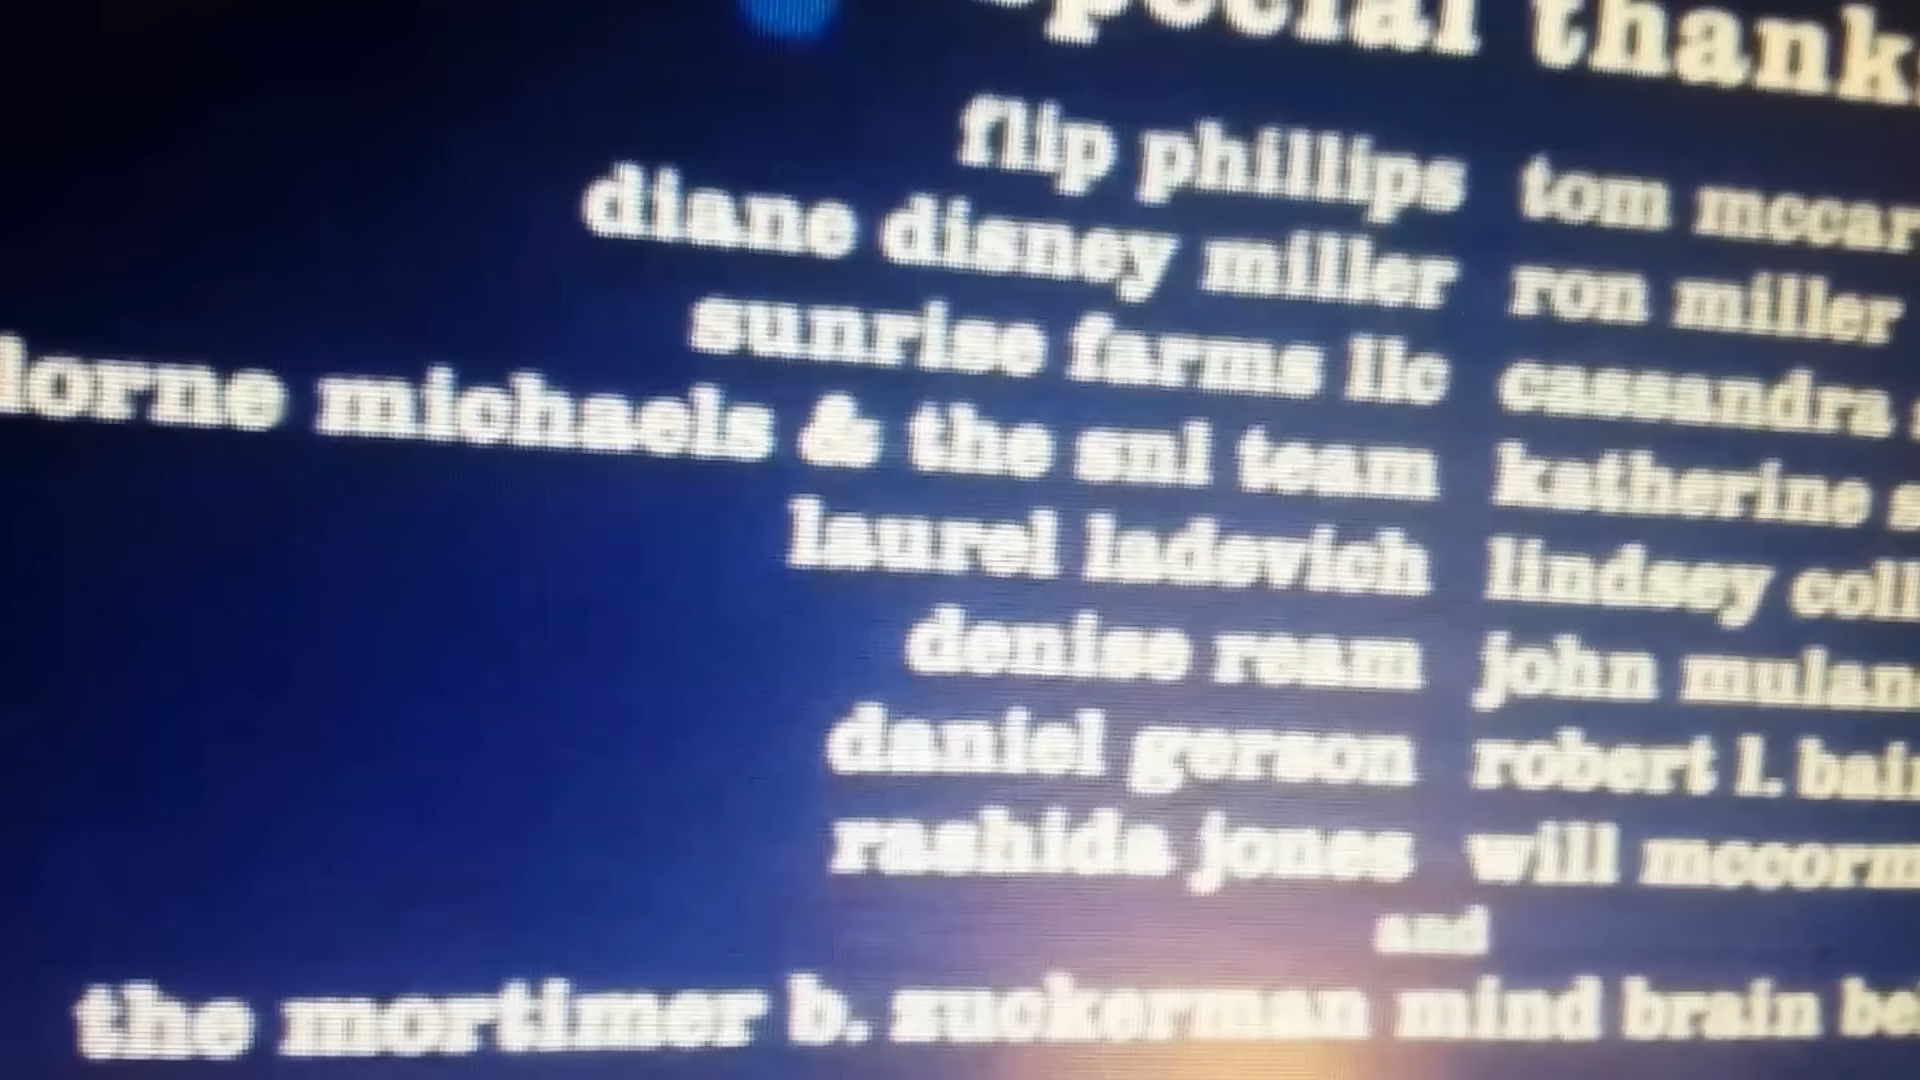 special thank
flip phillips tom mccar
diane disney miller ron miller
sunrise farms llc cassandra
lorne michaels & the snl team katherine s
laurel ladevich lindsey coll
denise ream john mulan
daniel gerson robert l. bair
rashida jones will mccorm
and
the mortimer b. zuckerman mind brain be